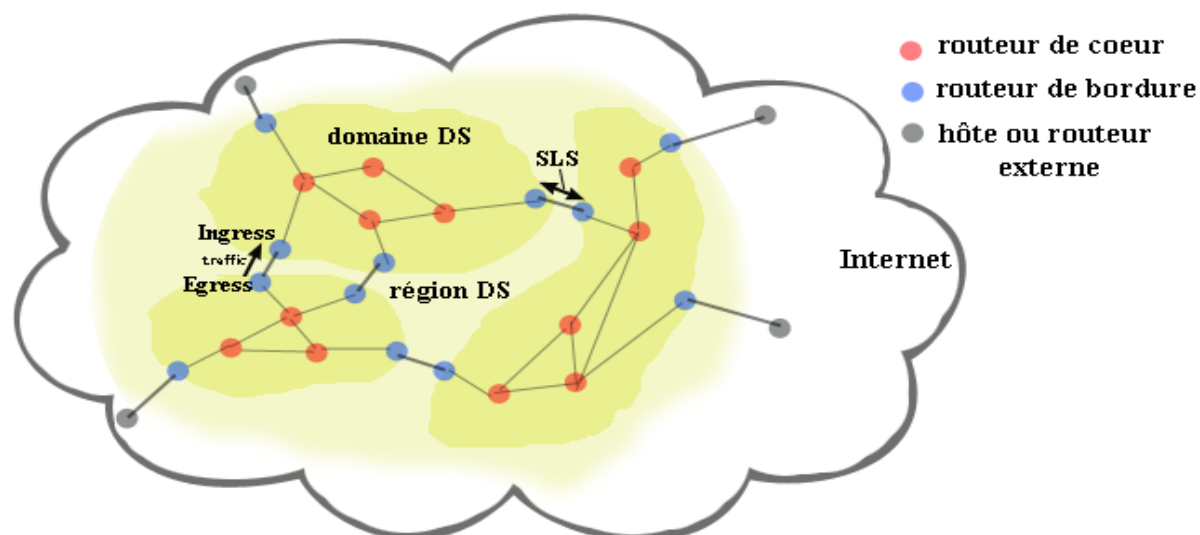 routeur de coeur
routeur de bordure
hôte ou routeur
externe
domaine DS
SLS
Ingress
traffic
Egress
région DS
Internet